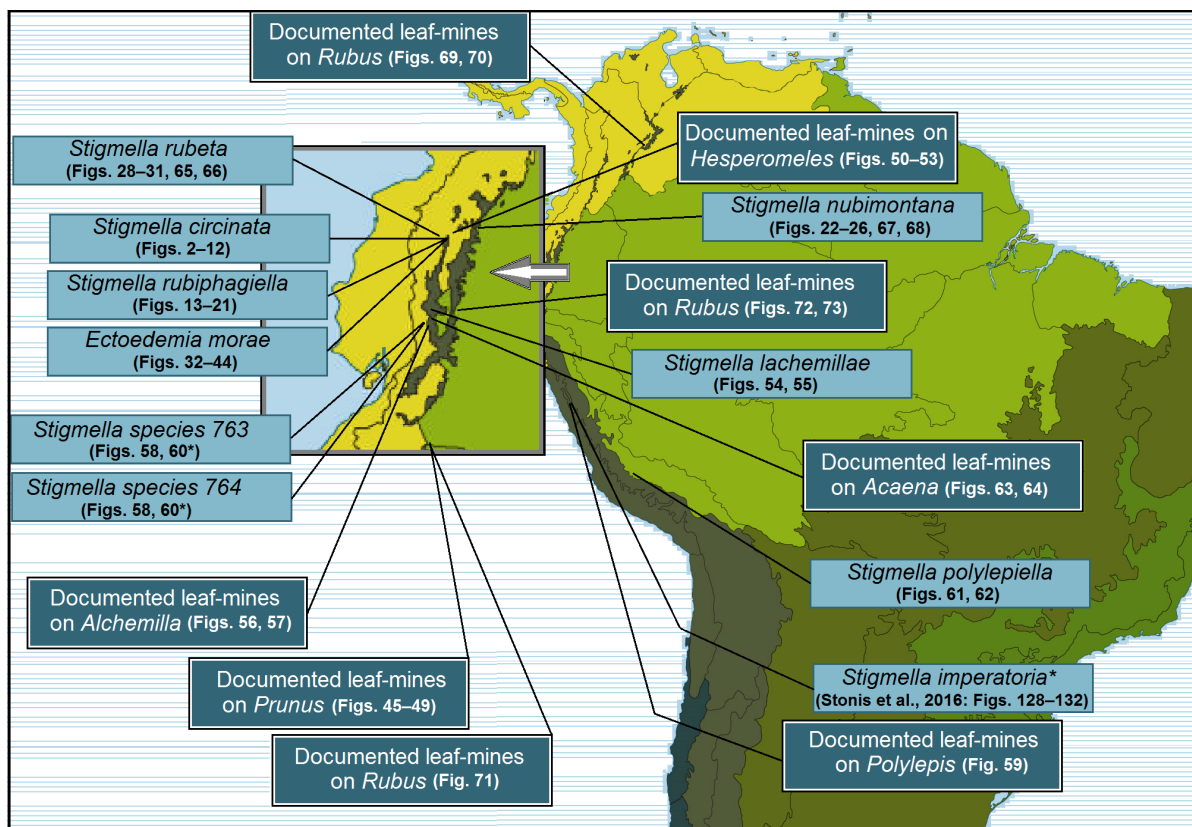 Documented leaf-mines
on Rubus (Figs. 69, 70)
Documented leaf-mines on
Hesperomeles (Figs. 50–53)
Stigmella rubeta
(Figs. 28–31, 65, 66)
Stigmella nubimontana
(Figs. 22–26, 67, 68)
Stigmella circinata
(Figs. 2–12)
Stigmella rubiphagiella
(Figs. 13–21)
Documented leaf-mines
on Rubus (Figs. 72, 73)
Ectoedemia morae
(Figs. 32–44)
Stigmella lachemillae
(Figs. 54, 55)
Stigmella species 763
(Figs. 58, 60*)
Documented leaf-mines
on Acaena (Figs. 63, 64)
Stigmella species 764
(Figs. 58, 60*)
Stigmella polylepiella
(Figs. 61, 62)
Documented leaf-mines
on Alchemilla (Figs. 56, 57)
Documented leaf-mines
on Prunus (Figs. 45–49)
Stigmella imperatoria*
(Stonis et al., 2016: Figs. 128–132)
Documented leaf-mines
on Polylepis (Fig. 59)
Documented leaf-mines
on Rubus (Fig. 71)